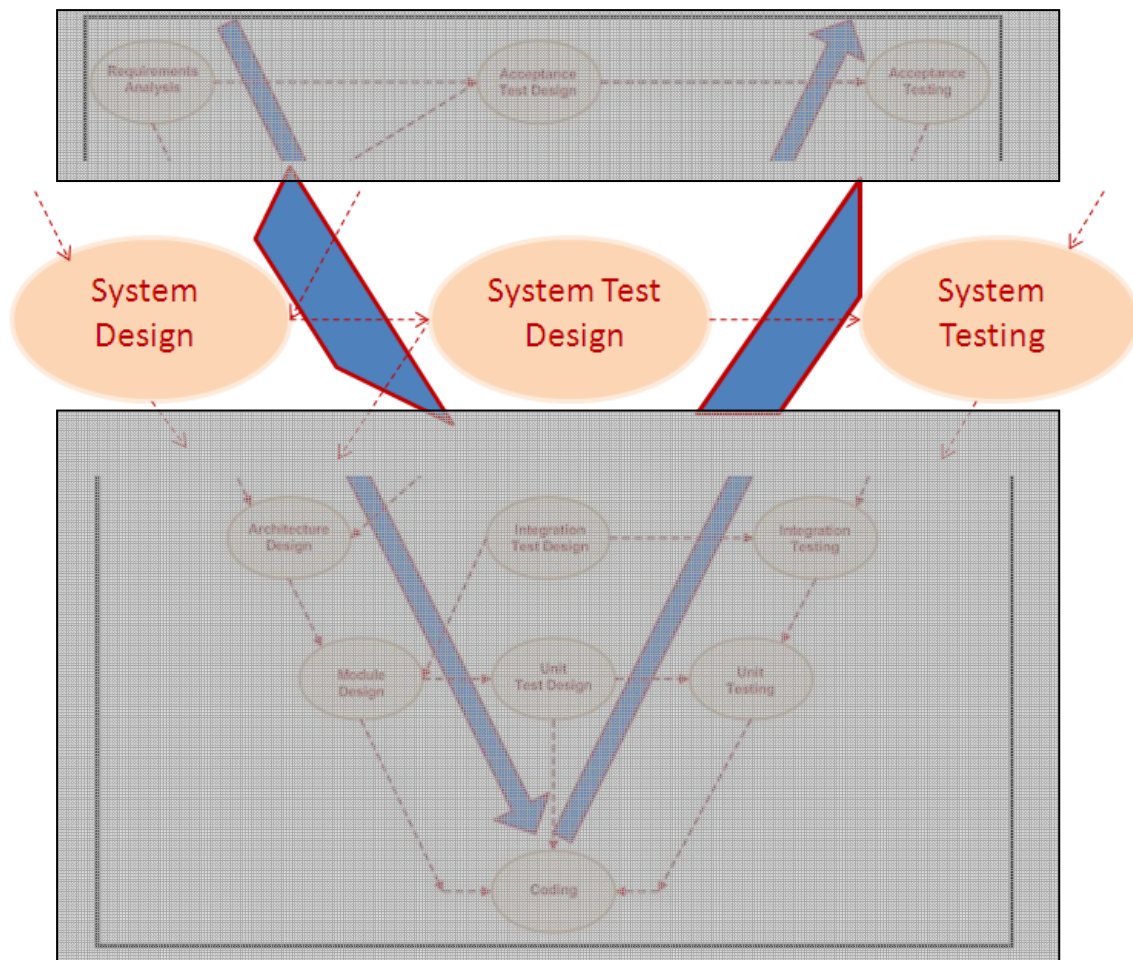 Requirements
Analysis
Acceptance
Test Design
Acceptance
Testing
System
Design
System Test
Design
System
Testing
Architecture
Design
Integration
Test Design
Integration
Testing
Module
Design
Unit
Test Design
Unit
Testing
Coding